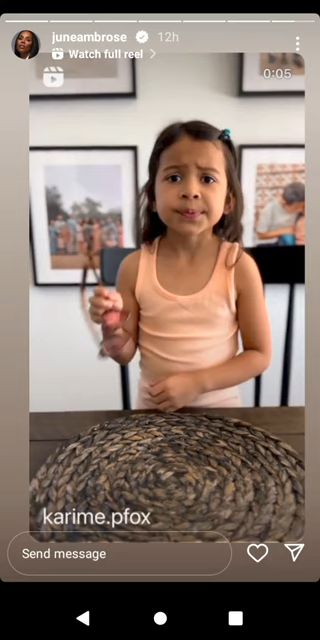 juneambrose 12h
Watch full reel
0:05
karime.pfox
Send message